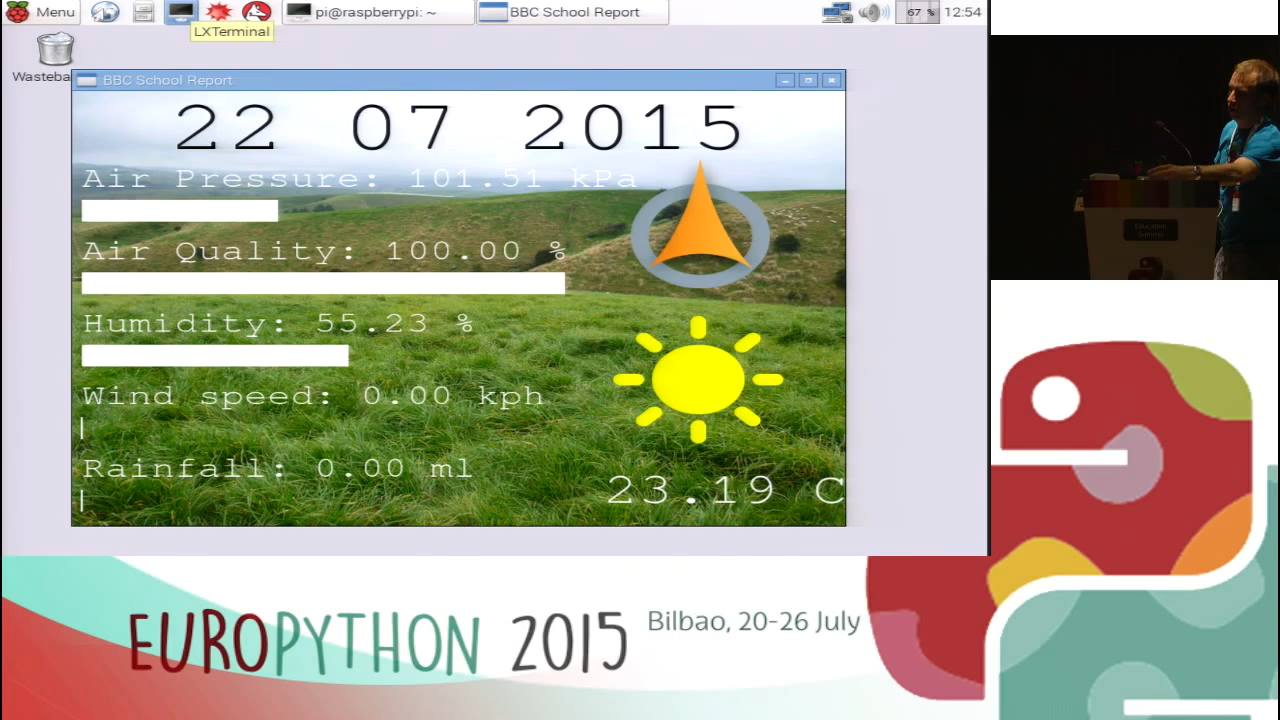 Menu
pi@raspberrypi: ~
BBC School Report
67 %
12:54
LXTerminal
Wasteba
BBC School Report
22 07 2015
Air Pressure: 101.51 kPa
Air Quality: 100.00 %
Humidity: 55.23 %
Wind speed: 0.00 kph
Rainfall: 0.00 ml
23.19 C
Education
Summit
EUROPYTHON 2015
Bilbao, 20-26 July